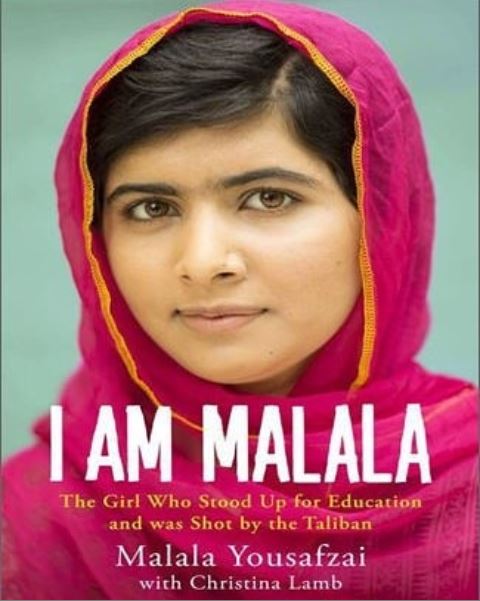 I AM MALALA
The Girl Who Stood Up for Education
and was Shot by the Taliban
Malala Yousafzai
with Christina Lamb